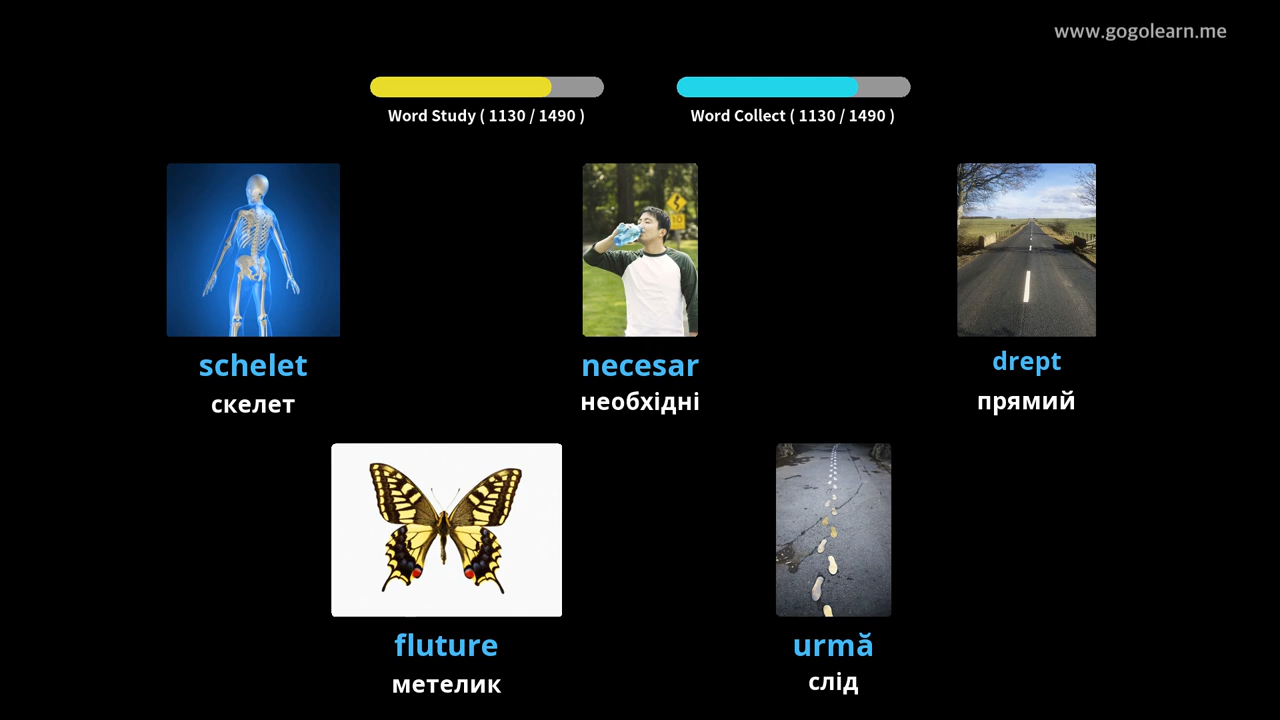 www.gogolearn.me
Word Study ( 1130 / 1490 )
Word Collect ( 1130 / 1490 )
schelet
скелет
necesar
необхідні
drept
прямий
fluture
метелик
urmă
слід